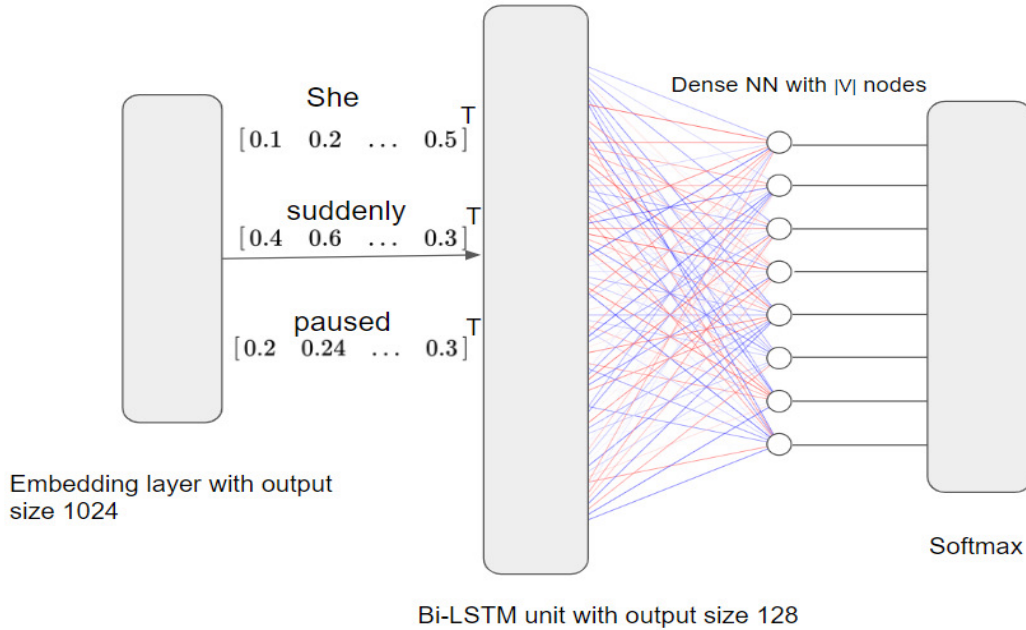 She
[0.1 0.2 ... 0.5]T
suddenly
[0.4 0.6 ... 0.3]T
paused
[0.2 0.24 ... 0.3]T
Embedding layer with output
size 1024
Bi-LSTM unit with output size 128
Dense NN with |V| nodes
Softmax